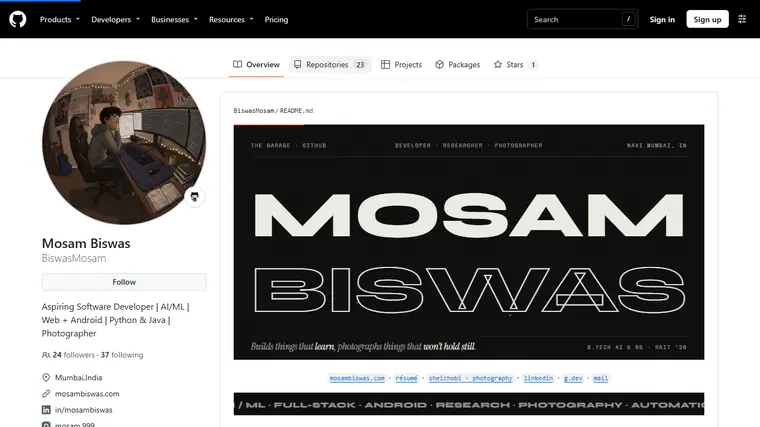 Products Developers Businesses Resources Pricing
Search /
Sign in
Sign up
Overview
Repositories 23
Projects
Packages
Stars 1
BiswasMosam / README.md
THE GARAGE · GITHUB
DEVELOPER · RESEARCHER · PHOTOGRAPHER
NAVI MUMBAI, IN
MOSAM
BISWAS
Builds things that learn, photographs things that won't hold still.
B.TECH AI & DS · RAIT '26
mosambiswas.com · résumé · sheichobi · photography · linkedin · g.dev · mail
/ ML · FULL-STACK · ANDROID · RESEARCH · PHOTOGRAPHY · AUTOMATIO
Mosam Biswas
BiswasMosam
Follow
Aspiring Software Developer | AI/ML |
Web + Android | Python & Java |
Photographer
24 followers · 37 following
Mumbai,India
mosambiswas.com
in/mosambiswas
mosam.999